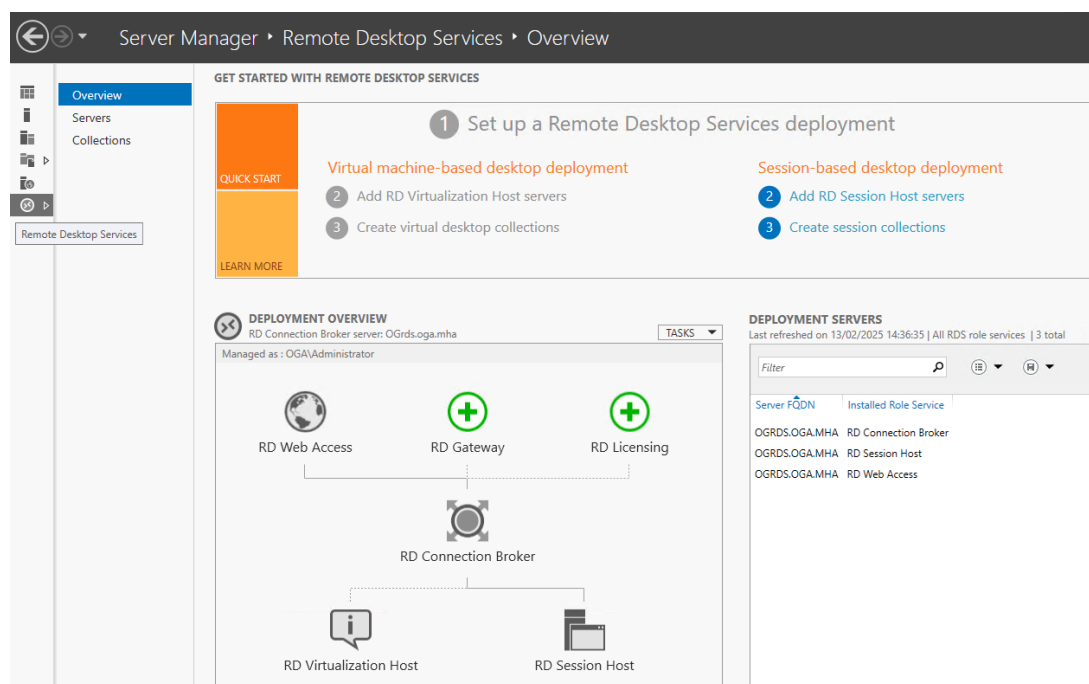 Server Manager ‣ Remote Desktop Services ‣ Overview
Overview
Servers
Collections
Remote Desktop Services
GET STARTED WITH REMOTE DESKTOP SERVICES
QUICK START
LEARN MORE
1 Set up a Remote Desktop Services deployment
Virtual machine-based desktop deployment
2 Add RD Virtualization Host servers
3 Create virtual desktop collections
Session-based desktop deployment
2 Add RD Session Host servers
3 Create session collections
DEPLOYMENT OVERVIEW
RD Connection Broker server: OGrds.oga.mha
TASKS
Managed as : OGA\Administrator
RD Web Access
RD Gateway
RD Licensing
RD Connection Broker
RD Virtualization Host
RD Session Host
DEPLOYMENT SERVERS
Last refreshed on 13/02/2025 14:36:35 | All RDS role services | 3 total
Filter
Server FQDN Installed Role Service
OGRDS.OGA.MHA RD Connection Broker
OGRDS.OGA.MHA RD Session Host
OGRDS.OGA.MHA RD Web Access